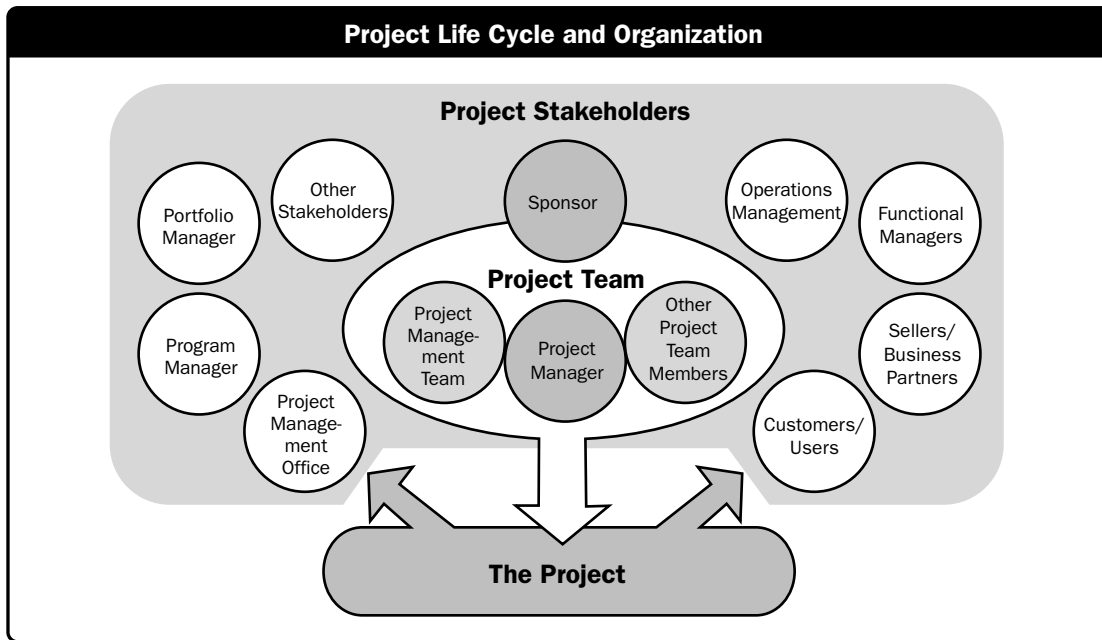 Project Life Cycle and Organization
Project Stakeholders
Portfolio
Manager
Other
Stakeholders
Sponsor
Operations
Management
Functional
Managers
Project Team
Project
Manage-
ment
Team
Project
Manager
Other
Project
Team
Members
Program
Manager
Project
Manage-
ment
Office
Sellers/
Business
Partners
Customers/
Users
The Project